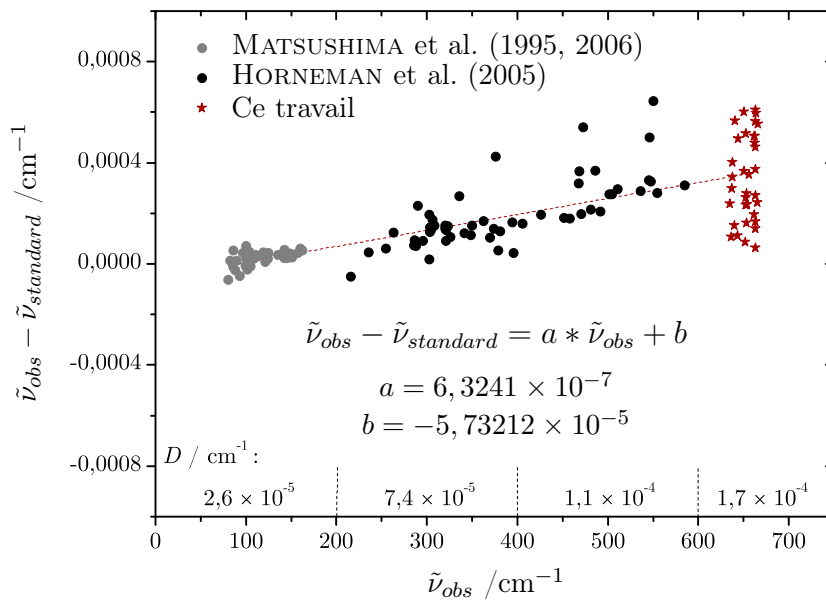 MATSUSHIMA et al. (1995, 2006)
HORNEMAN et al. (2005)
Ce travail
0,0008
0,0004
0,0000
-0,0004
-0,0008
ν̃obs − ν̃standard /cm⁻¹
ν̃obs − ν̃standard = a ∗ ν̃obs + b
a = 6,3241 × 10⁻⁷
b = −5,73212 × 10⁻⁵
D / cm⁻¹:
2,6 × 10⁻⁵ 7,4 × 10⁻⁵ 1,1 × 10⁻⁴ 1,7 × 10⁻⁴
0 100 200 300 400 500 600 700
ν̃obs /cm⁻¹